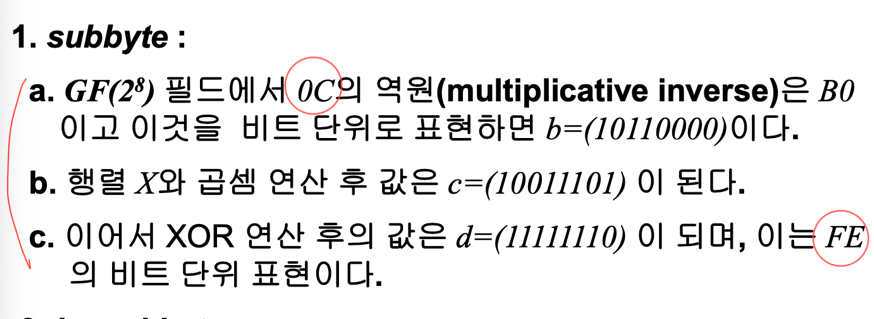 1. subbyte :
a. GF(2⁸) 필드에서 0C의 역원(multiplicative inverse)은 B0
이고 이것을 비트 단위로 표현하면 b=(10110000)이다.
b. 행렬 X와 곱셈 연산 후 값은 c=(10011101) 이 된다.
c. 이어서 XOR 연산 후의 값은 d=(11111110) 이 되며, 이는 FE
의 비트 단위 표현이다.